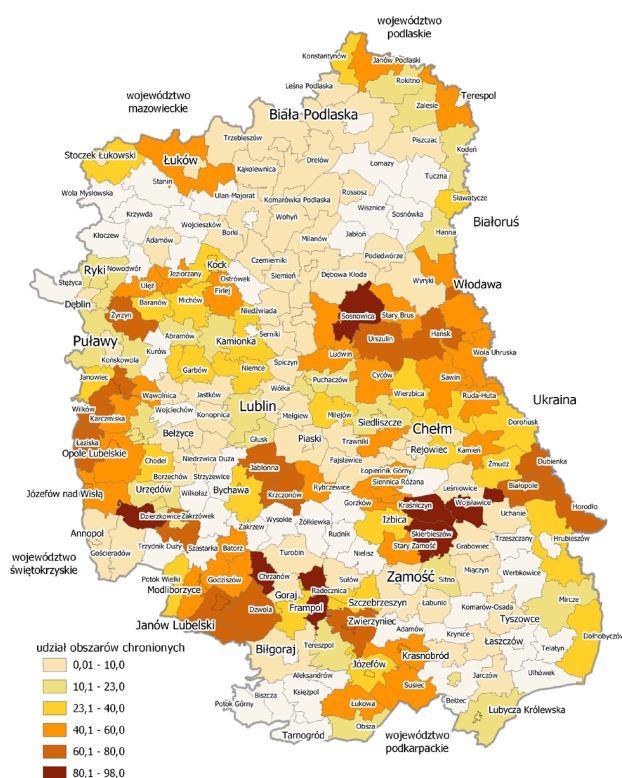 województwo
podlaskie
Konstantynów
Janów Podlaski
Leśna Podlaska
Rokitno
województwo
mazowieckie
Terespol
Zalesie
Biała Podlaska
Trzebieszów
Piszczac
Stoczek Łukowski
Łuków
Drelów
Kodeń
Łomazy
Kąkolewnica
Tuczna
Stanin
Wola Mysłowska
Ulan-Majorat
Rossosz
Komarówka Podlaska
Sławatycze
Wisznice
Krzywda
Wohyń
Sosnówka
Białoruś
Wojcieszków
Borki
Kłoczew
Adamów
Milanów
Jabłoń
Hanna
Podedwórze
Czemierniki
Kock
Ryki
Nowodwór
Jeziorzany
Siemień
Dębowa Kłoda
Ostrówek
Wyryki
Włodawa
Stężyca
Ułęż
Firlej
Dęblin
Baranów
Michów
Niedźwiada
Sosnowica
Stary Brus
Żyrzyn
Hańsk
Serniki
Abramów
Urszulin
Puławy
Kamionka
Kurów
Ludwin
Wola Uhruska
Końskowola
Spiczyn
Niemce
Garbów
Cyców
Sawin
Janowiec
Puchaczów
Wólka
Wąwolnica
Jastków
Wierzbica
Ruda-Huta
Ukraina
Wilków
Lublin
Wojciechów
Karczmiska
Konopnica
Mełgiew
Milejów
Siedliszcze
Dorohusk
Chełm
Bełżyce
Głusk
Piaski
Łaziska
Trawniki
Rejowiec
Kamień
Opole Lubelskie
Chodel
Fajsławice
Żmudź
Dubienka
Jabłonna
Łopiennik Górny
Borzechów
Strzyżewice
Siennica Różana
Białopole
Urzędów
Rybczewice
Leśniowice
Józefów nad Wisłą
Wilkołaz
Bychawa
Krzczonów
Gorzków
Kraśniczyn
Wojsławice
Horodło
Dzierzkowice
Zakrzówek
Izbica
Uchanie
Wysokie
Annopol
Zakrzew
Żółkiewka
Skierbieszów
Hrubieszów
Rudnik
Trzeszczany
Trzydnik Duży
Szastarka
Batorz
Stary Zamość
Grabowiec
Gościeradów
Turobin
Nielisz
województwo
świętokrzyskie
Chrzanów
Zamość
Miączyn
Werbkowice
Potok Wielki
Godziszów
Sułów
Sitno
Modliborzyce
Radecznica
Goraj
Mircze
Szczebrzeszyn
Łabunie
Komarów-Osada
Frampol
Dzwola
Tyszowce
Janów Lubelski
Zwierzyniec
Adamów
Krynice
Dołhobyczów
Łaszczów
Biłgoraj
Tereszpol
Telatyn
udział obszarów chronionych
Krasnobród
Józefów
Ulhówek
Aleksandrów
Jarczów
0,01 - 10,0
Susiec
Biszcza
Księżpol
10,1 - 23,0
Łukowa
Bełżec
Potok Górny
Lubycza Królewska
23,1 - 40,0
Obsza
40,1 - 60,0
Tarnogród
województwo
podkarpackie
60,1 - 80,0
80,1 - 98,0